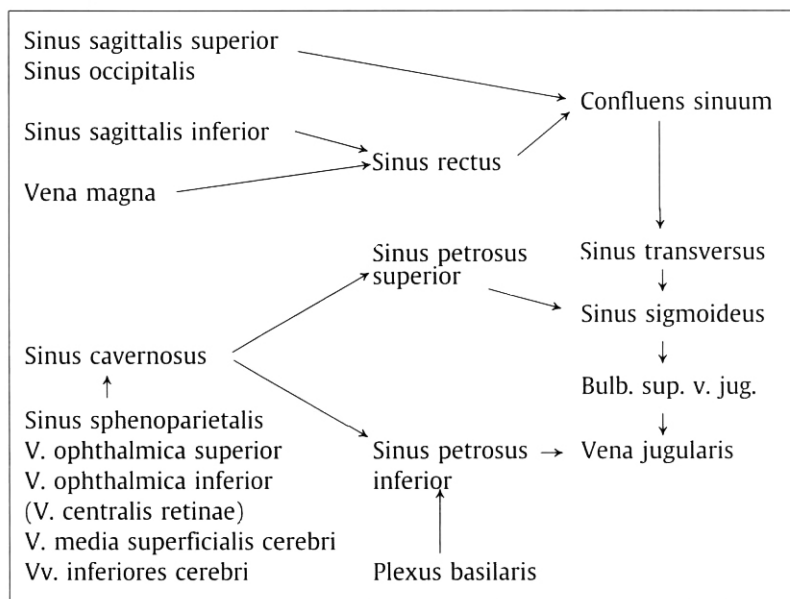 Sinus sagittalis superior
Sinus occipitalis
Confluens sinuum
Sinus sagittalis inferior
Sinus rectus
Vena magna
Sinus petrosus
superior
Sinus transversus
Sinus sigmoideus
Sinus cavernosus
Bulb. sup. v. jug.
Sinus sphenoparietalis
V. ophthalmica superior
V. ophthalmica inferior
(V. centralis retinae)
V. media superficialis cerebri
Vv. inferiores cerebri
Sinus petrosus
inferior
Vena jugularis
Plexus basilaris